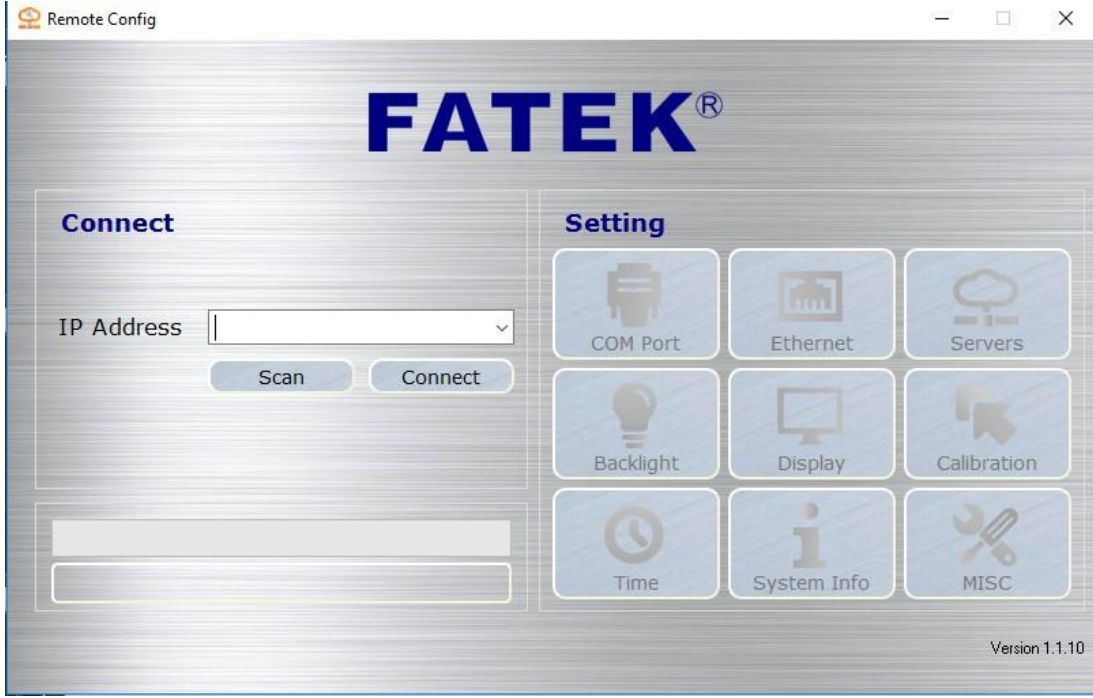 Remote Config
FATEK®
Connect
IP Address
Scan
Connect
Setting
COM Port
Ethernet
Servers
Backlight
Display
Calibration
Time
System Info
MISC
Version 1.1.10